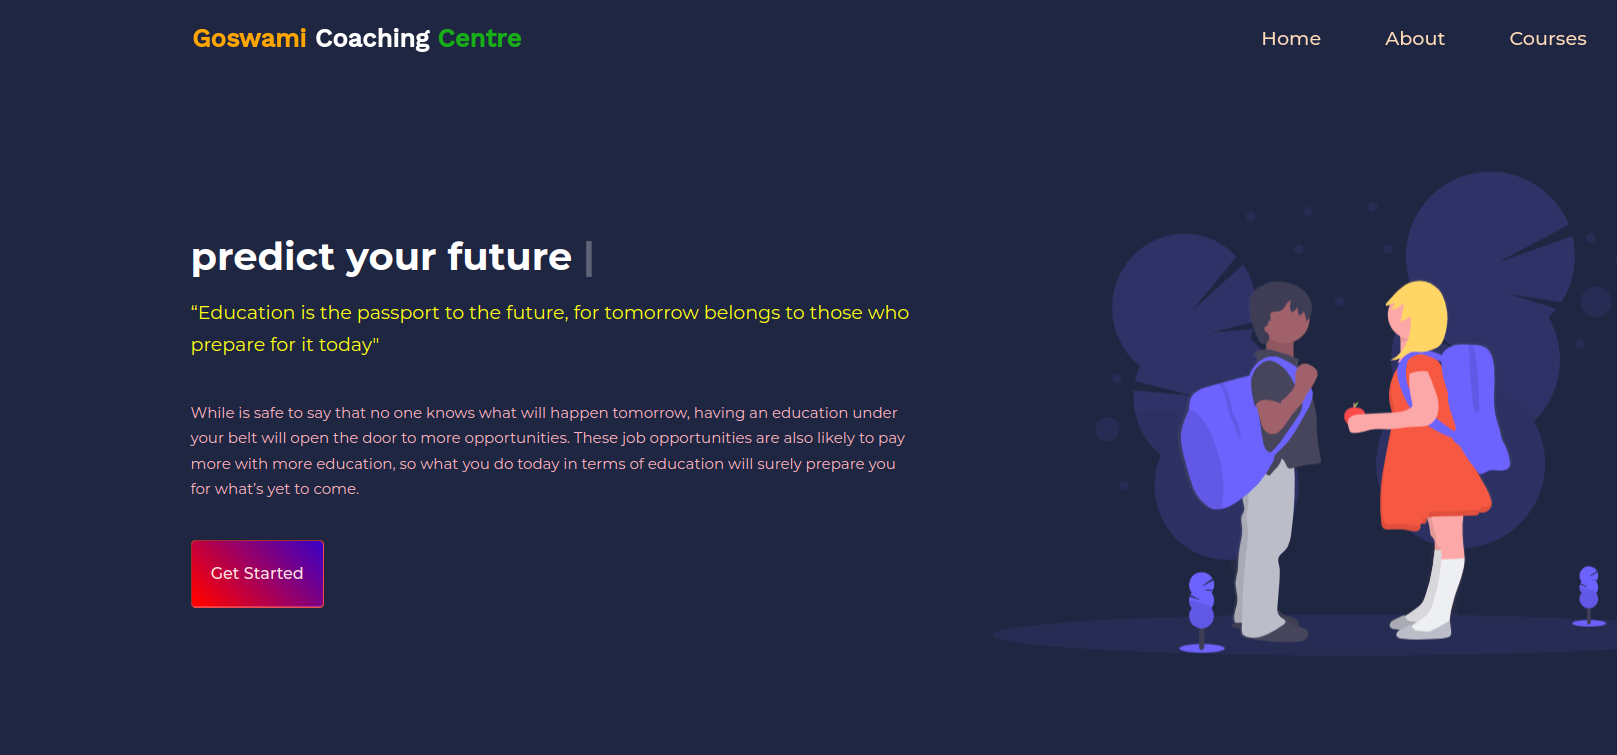 Goswami Coaching Centre
Home About Courses
predict your future |
“Education is the passport to the future, for tomorrow belongs to those who
prepare for it today"
While is safe to say that no one knows what will happen tomorrow, having an education under
your belt will open the door to more opportunities. These job opportunities are also likely to pay
more with more education, so what you do today in terms of education will surely prepare you
for what’s yet to come.
Get Started